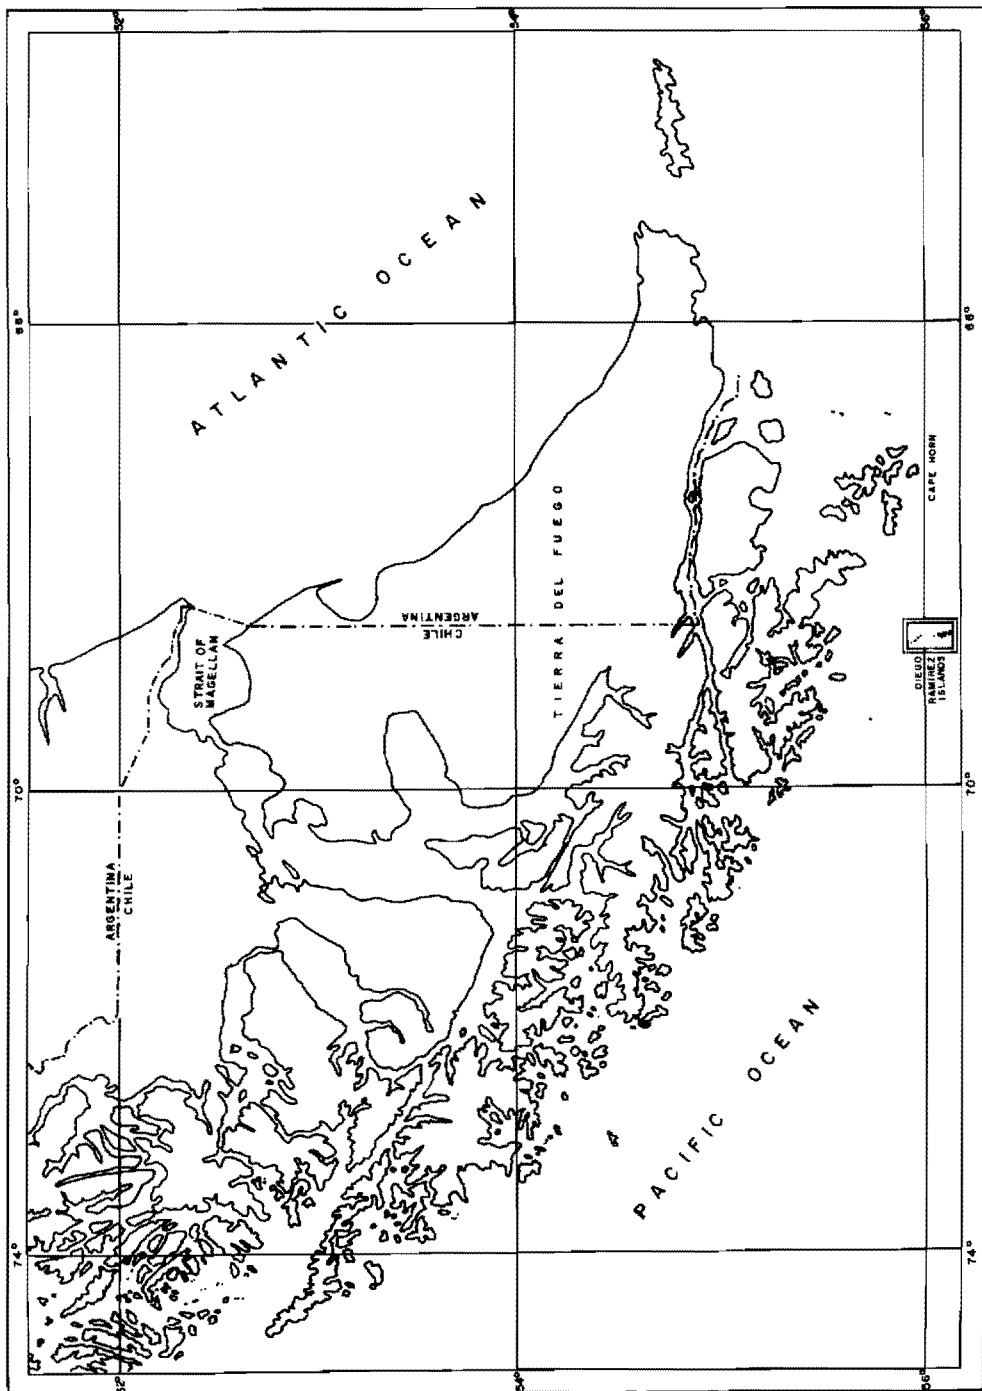 74°
70°
66°
52°
52°
ARGENTINA
CHILE
STRAIT OF
MAGELLAN
ATLANTIC OCEAN
CHILE
ARGENTINA
54°
54°
TIERRA DEL FUEGO
PACIFIC OCEAN
DIEGO
RAMIREZ
ISLANDS
CAPE HORN
56°
56°
74°
70°
66°